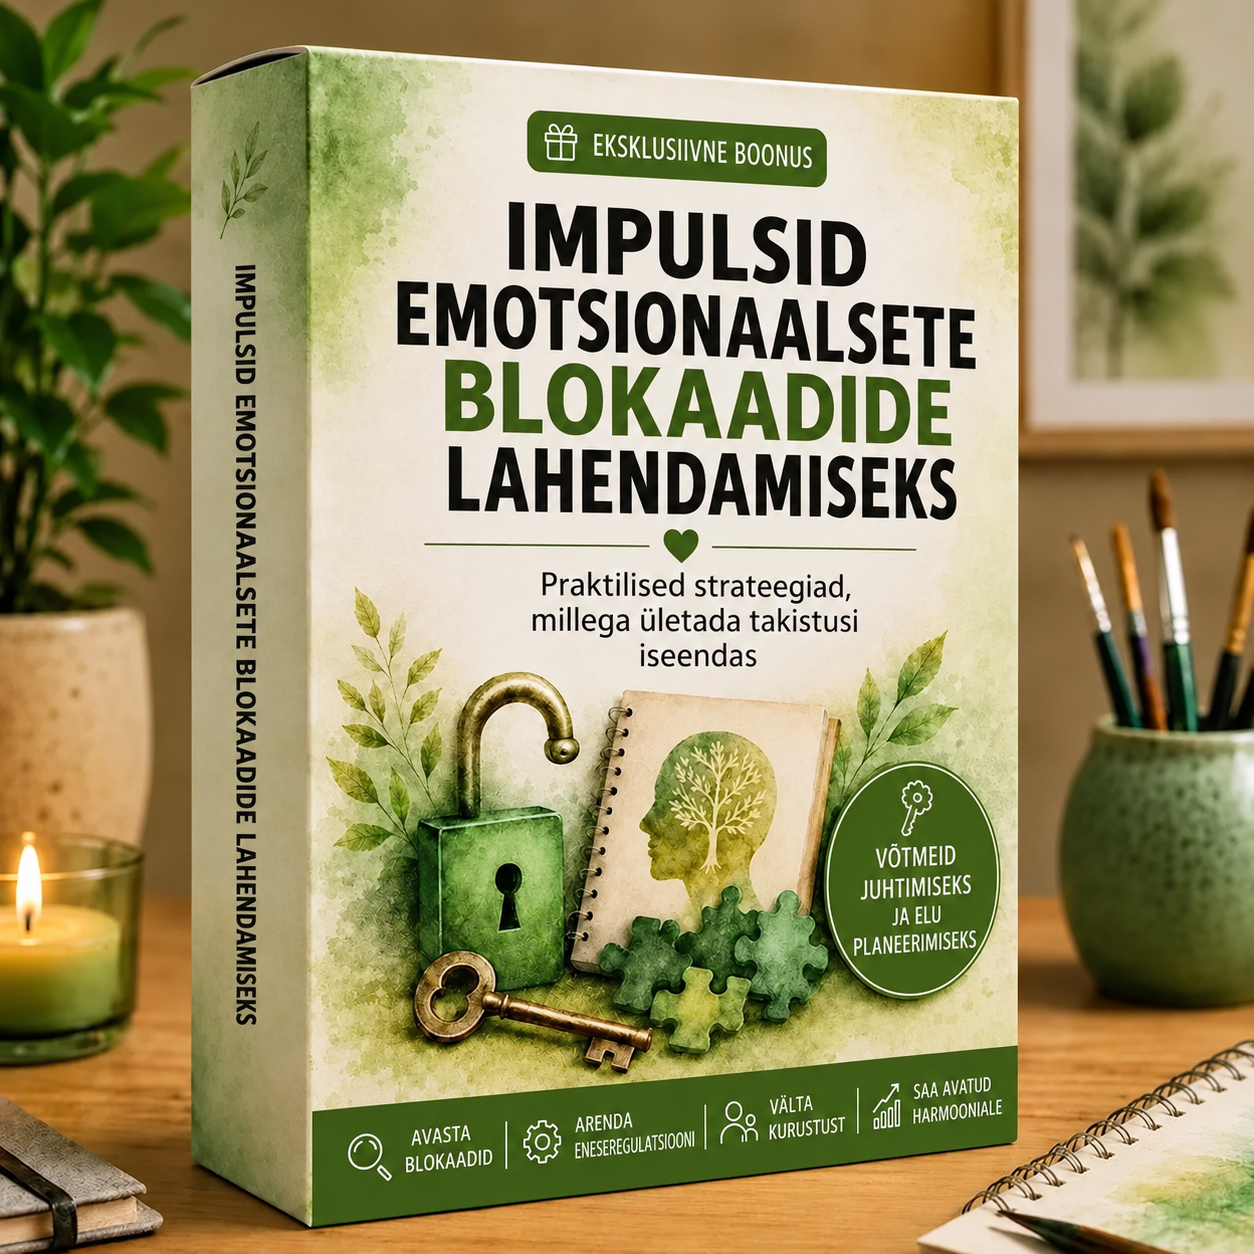 EKSKLUSIIVNE BOONUS
IMPULSID
EMOTSIONAALSETE
BLOKAADIDE
LAHENDAMISEKS
Praktilised strateegiad,
millega ületada takistusi
iseendas
VÕTMEID
JUHTIMISEKS
JA ELU
PLANEERIMISEKS
AVASTA
BLOKAADID
ARENDA
ENESEREGULATSIOONI
VÄLTA
KURUSTUST
SAA AVATUD
HARMOONIALE
IMPULSID EMOTSIONAALSETE BLOKAADIDE LAHENDAMISEKS